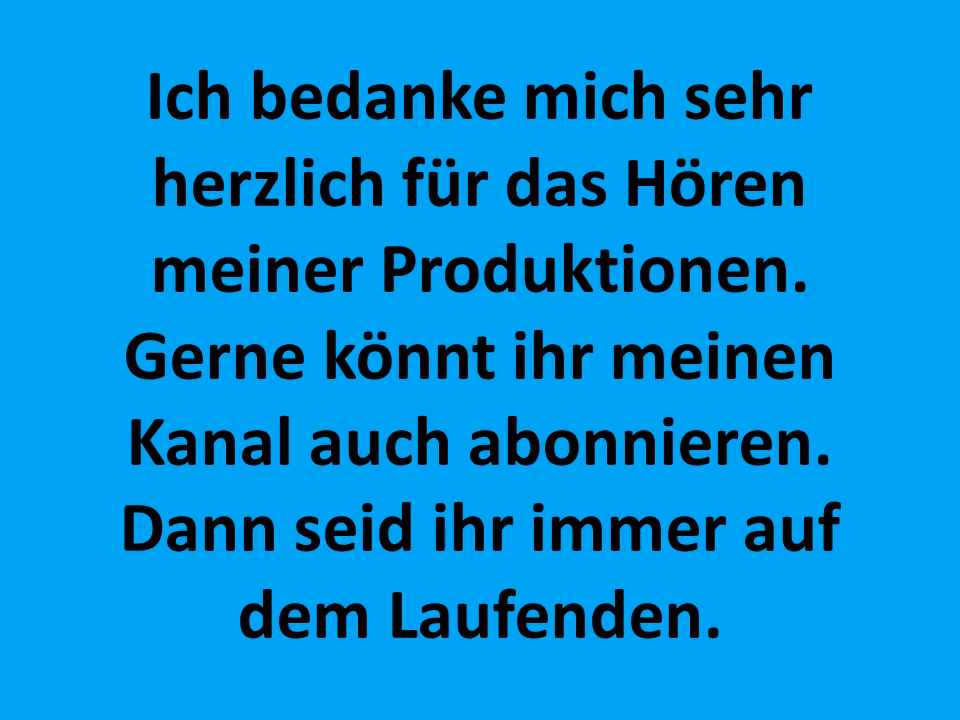 Ich bedanke mich sehr
herzlich für das Hören
meiner Produktionen.
Gerne könnt ihr meinen
Kanal auch abonnieren.
Dann seid ihr immer auf
dem Laufenden.